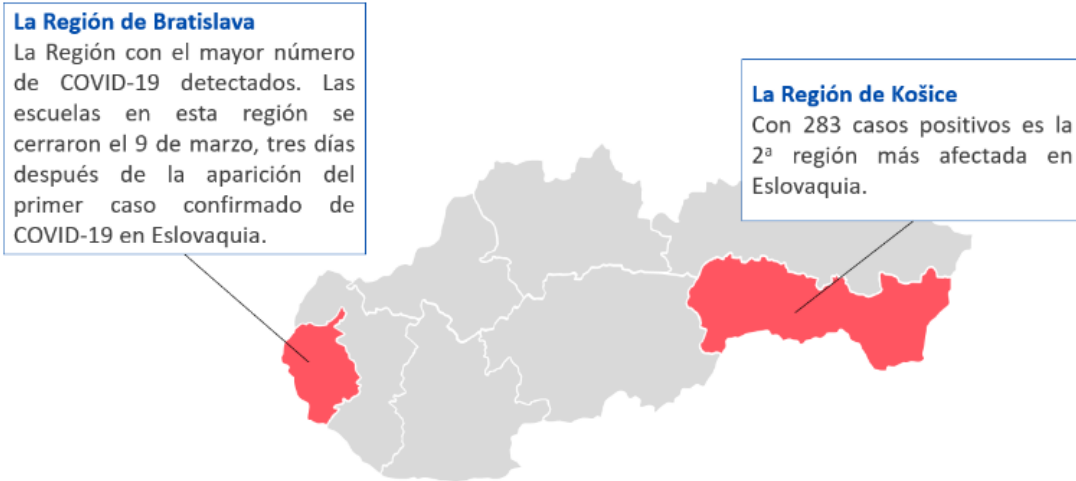 La Región de Bratislava
La Región con el mayor número
de COVID-19 detectados. Las
escuelas en esta región se
cerraron el 9 de marzo, tres días
después de la aparición del
primer caso confirmado de
COVID-19 en Eslovaquia.
La Región de Košice
Con 283 casos positivos es la
2ª región más afectada en
Eslovaquia.